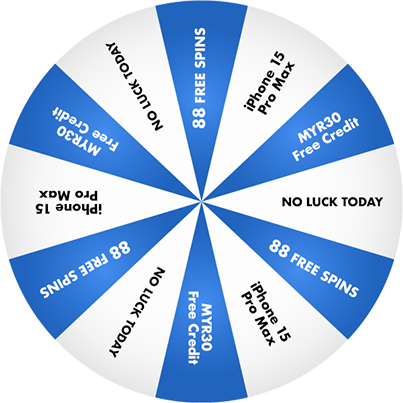 88 FREE SPINS
iPhone 15
Pro Max
MYR30
Free Credit
NO LUCK TODAY
88 FREE SPINS
iPhone 15
Pro Max
MYR30
Free Credit
NO LUCK TODAY
88 FREE SPINS
iPhone 15
Pro Max
MYR30
Free Credit
NO LUCK TODAY